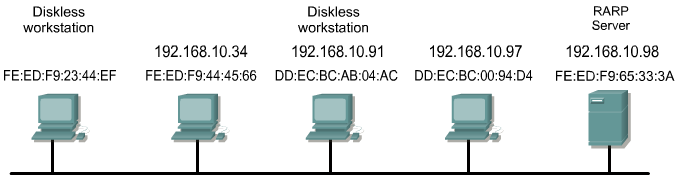 Diskless
workstation
Diskless
workstation
RARP
Server
192.168.10.34
192.168.10.91
192.168.10.97
192.168.10.98
FE:ED:F9:23:44:EF
FE:ED:F9:44:45:66
DD:EC:BC:AB:04:AC
DD:EC:BC:00:94:D4
FE:ED:F9:65:33:3A